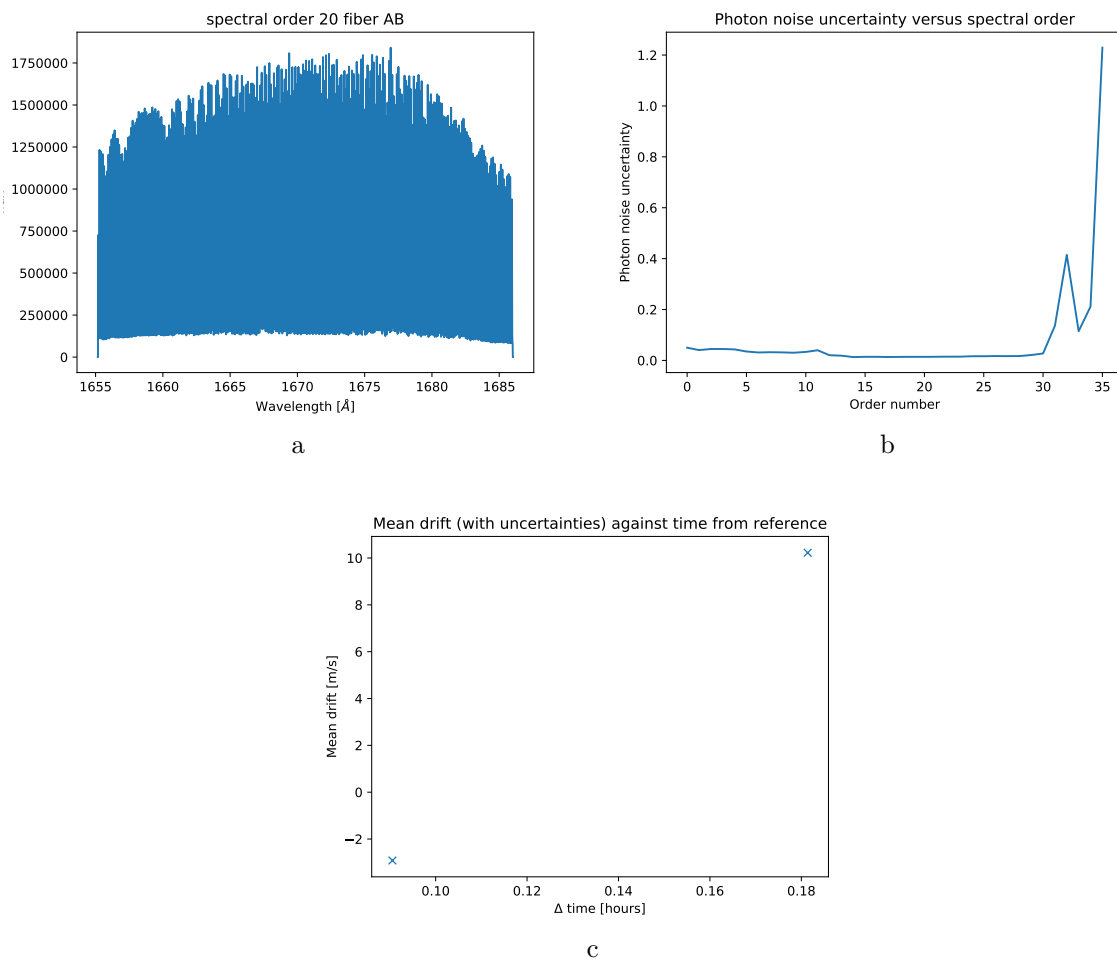 spectral order 20 fiber AB
1750000
1500000
1250000
1000000
750000
500000
250000
0
1655 1660 1665 1670 1675 1680 1685
Wavelength [Å]
a
Photon noise uncertainty versus spectral order
Photon noise uncertainty
1.2
1.0
0.8
0.6
0.4
0.2
0.0
0 5 10 15 20 25 30 35
Order number
b
Mean drift (with uncertainties) against time from reference
Mean drift [m/s]
10
8
6
4
2
0
−2
0.10 0.12 0.14 0.16 0.18
Δ time [hours]
c